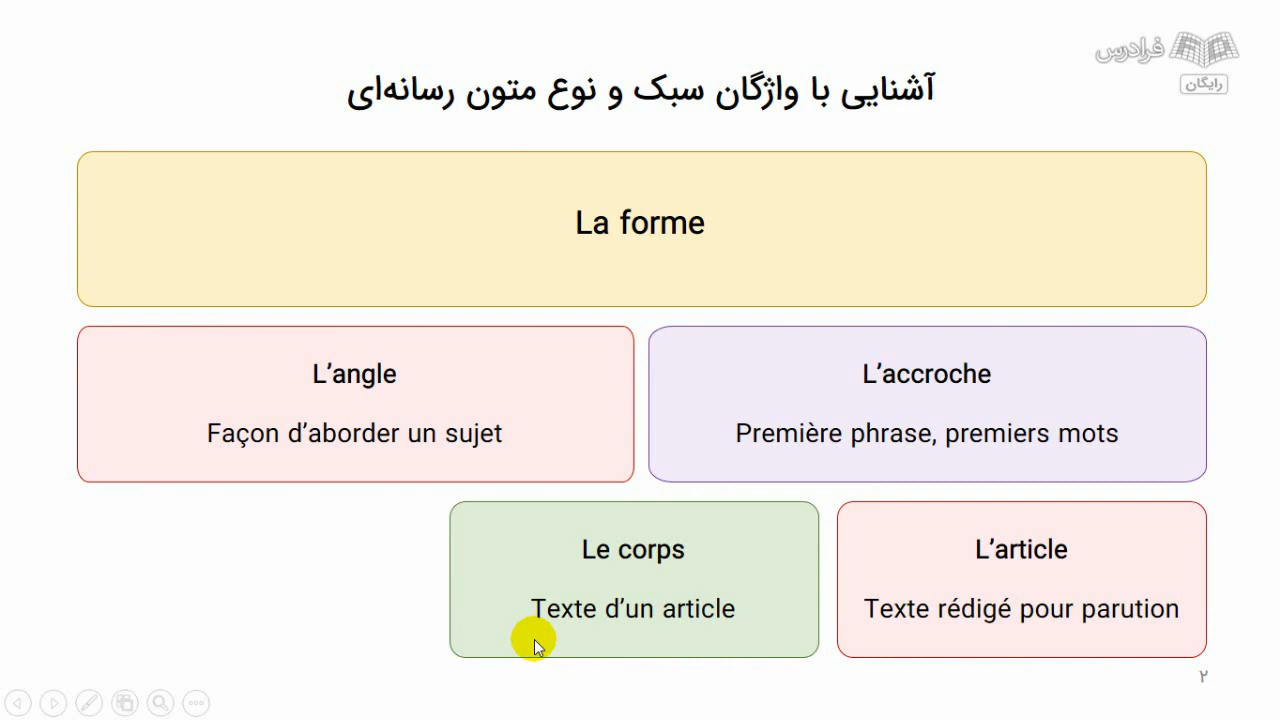 فرادرس
رایگان
آشنایی با واژگان سبک و نوع متون رسانه‌ای
La forme
L’accroche
Première phrase, premiers mots
L’angle
Façon d’aborder un sujet
L’article
Texte rédigé pour parution
Le corps
Texte d’un article
۲